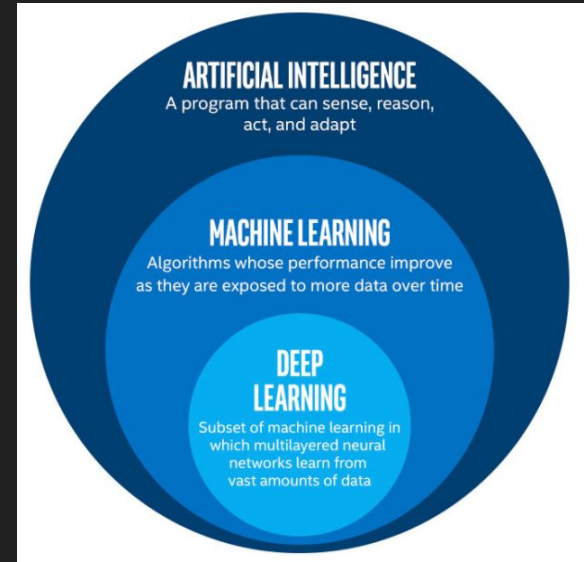 ARTIFICIAL INTELLIGENCE
A program that can sense, reason,
act, and adapt
MACHINE LEARNING
Algorithms whose performance improve
as they are exposed to more data over time
DEEP
LEARNING
Subset of machine learning in
which multilayered neural
networks learn from
vast amounts of data